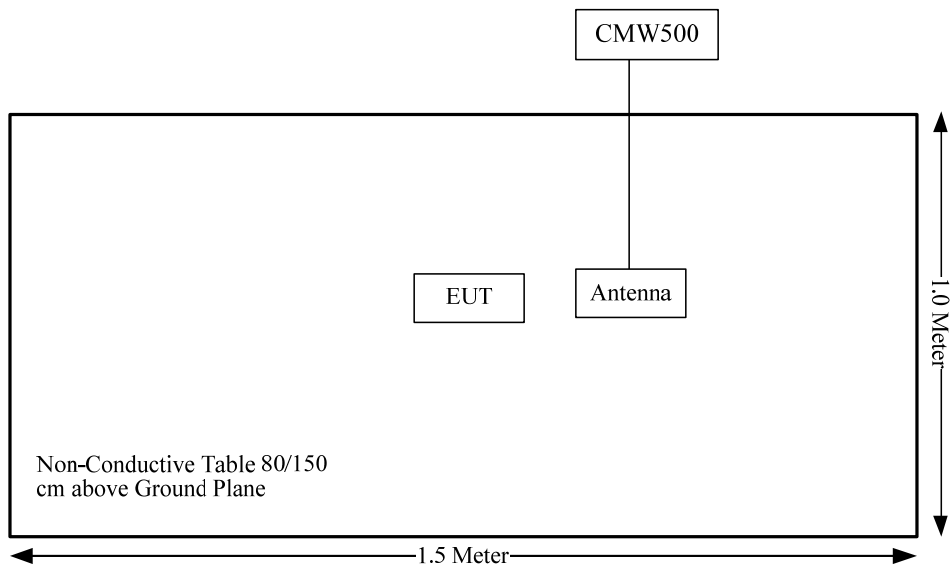 CMW500
EUT
Antenna
1.0 Meter
Non-Conductive Table 80/150
cm above Ground Plane
1.5 Meter